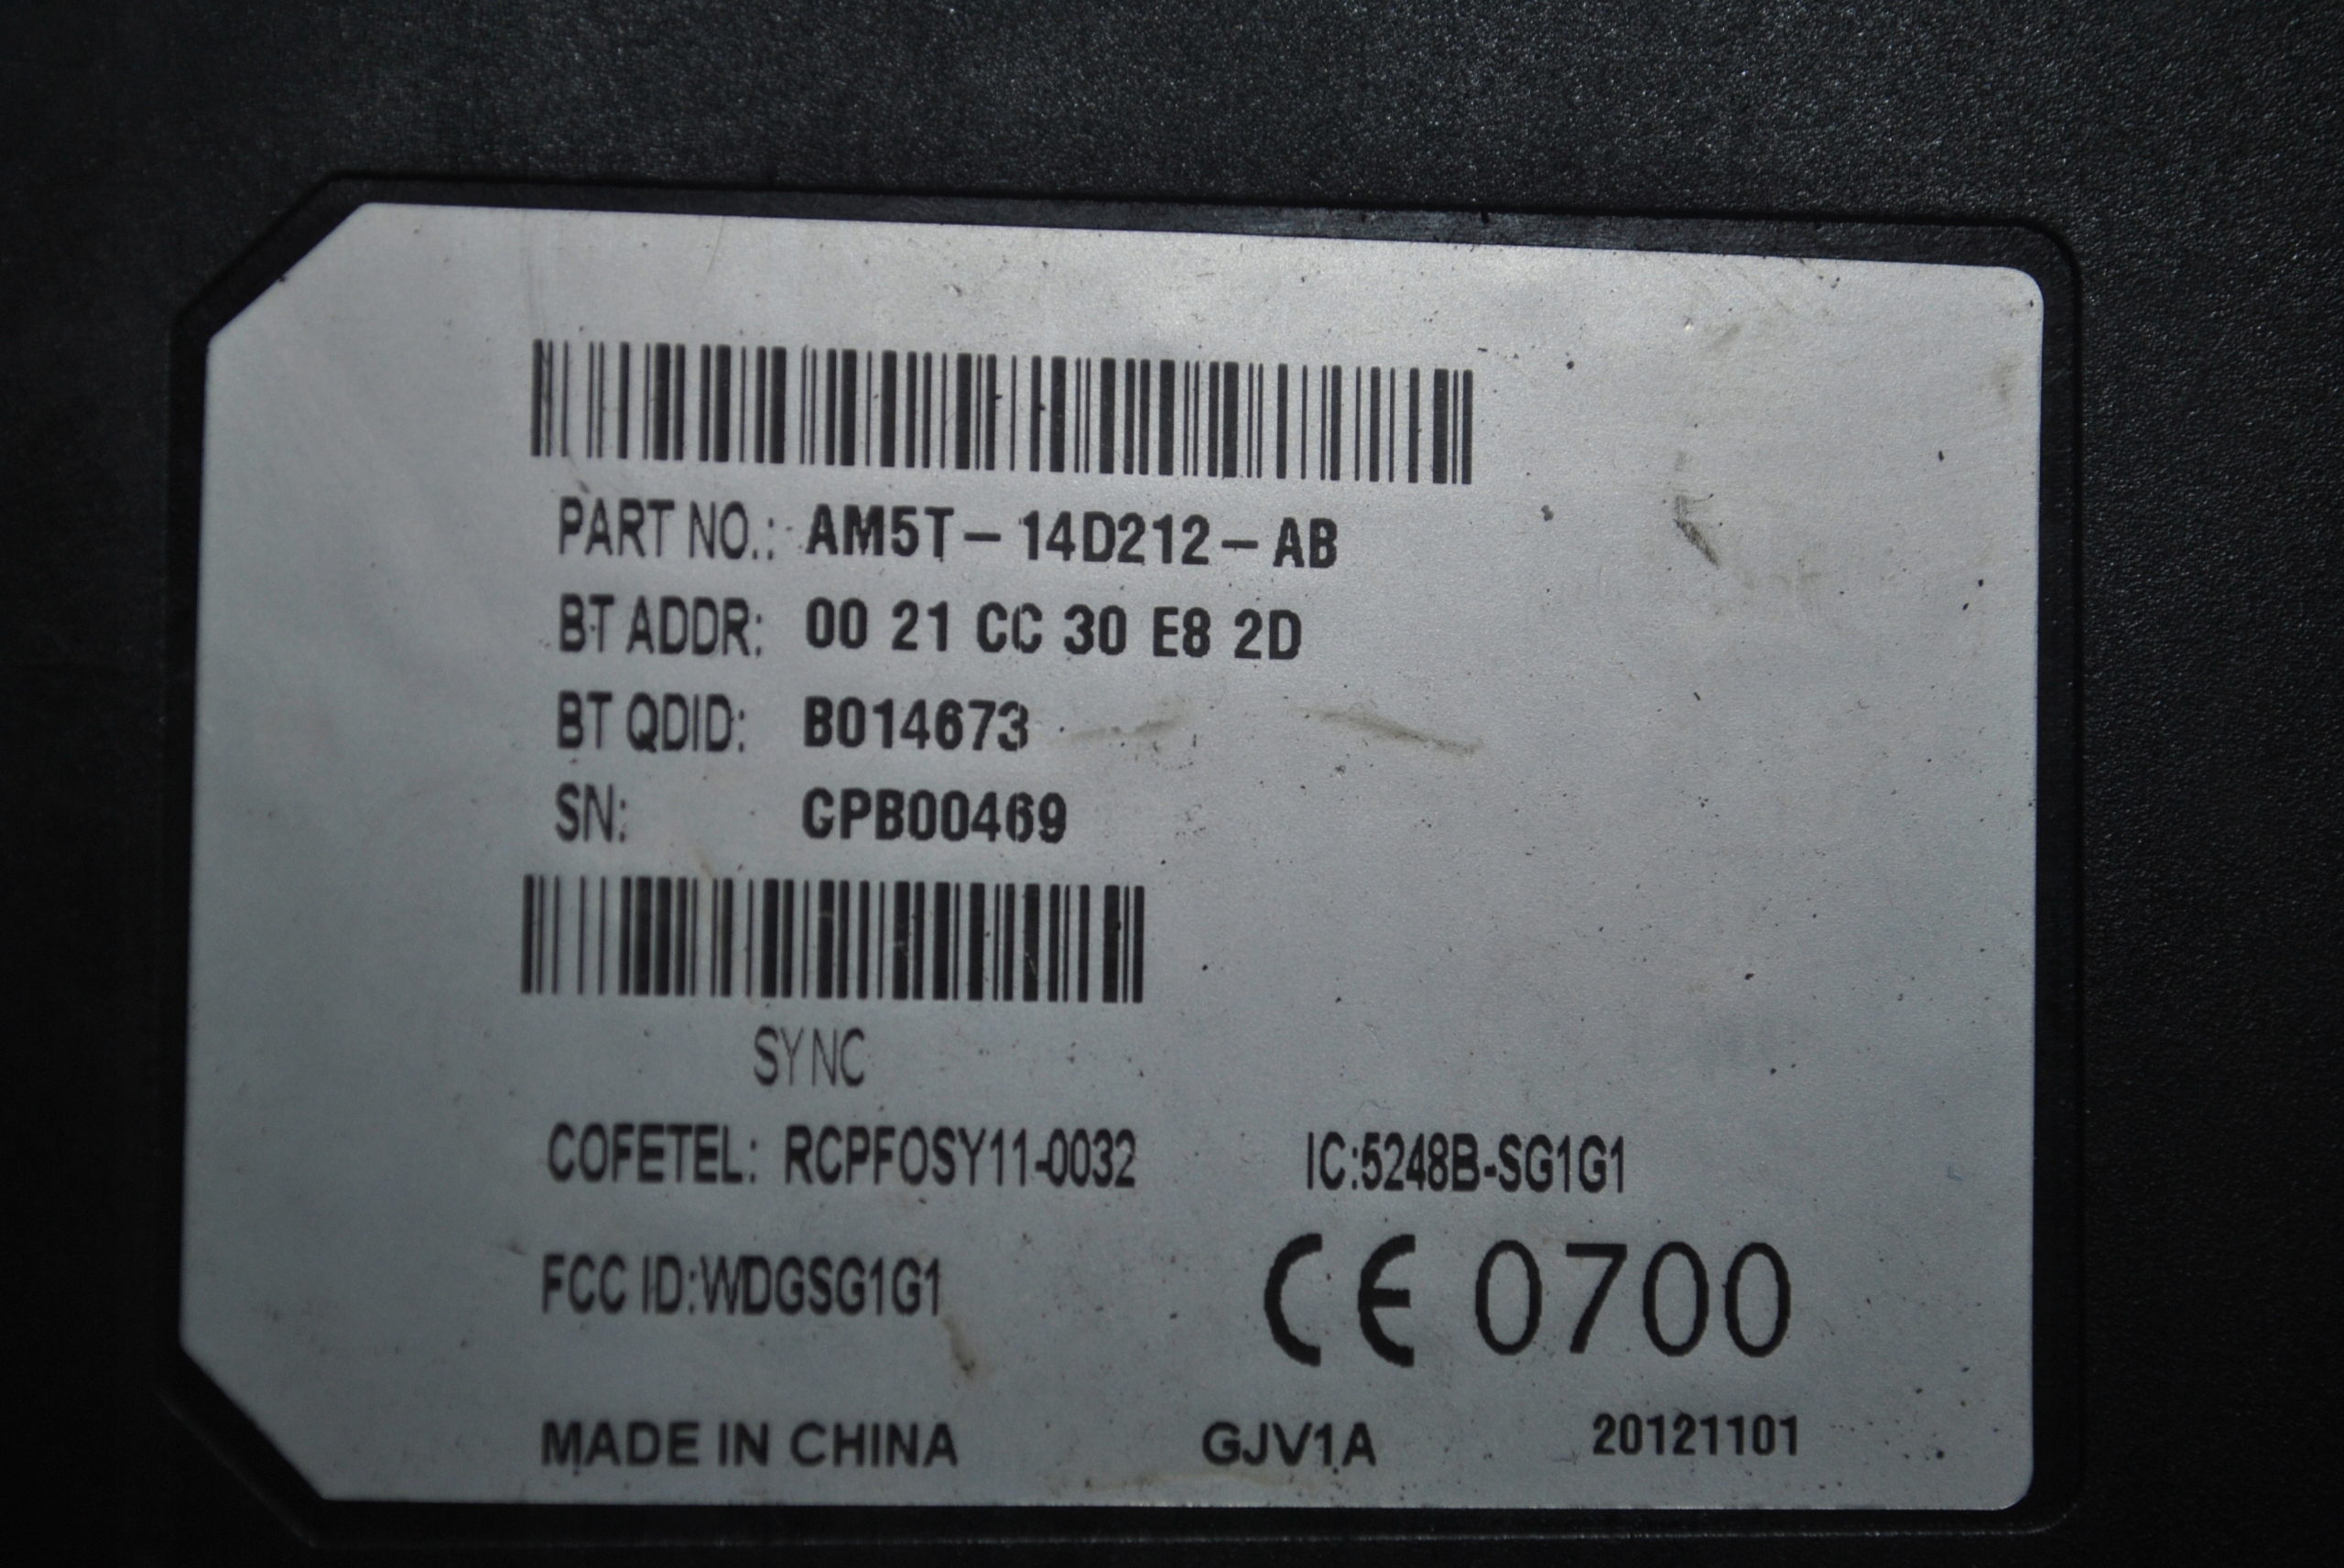 PART NO.: AM5T-14D212-AB
BT ADDR: 00 21 CC 30 E8 2D
BT QDID: B014673
SN: GPB00469
SYNC
COFETEL: RCPFOSY11-0032 IC:5248B-SG1G1
FCC ID:WDGSG1G1 CE 0700
MADE IN CHINA GJV1A 20121101